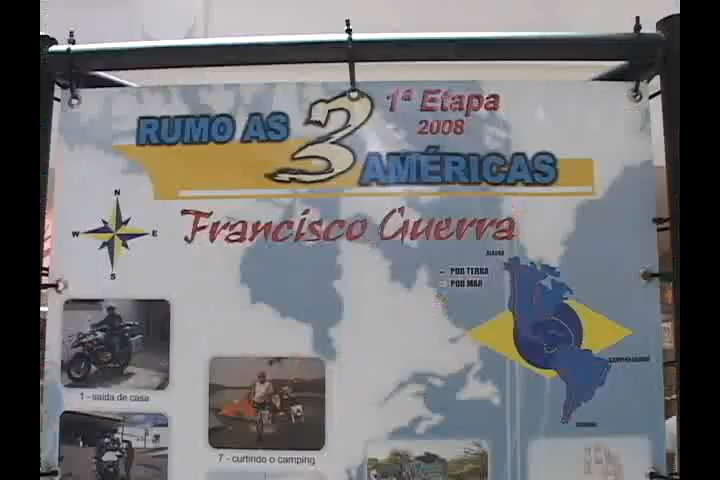 1ª Etapa
2008
RUMO AS 3 AMÉRICAS
Francisco Guerra
N
W E
S
ALASKA
POR TERRA
POR MAR
1 - saída de casa
7 - curtindo o camping